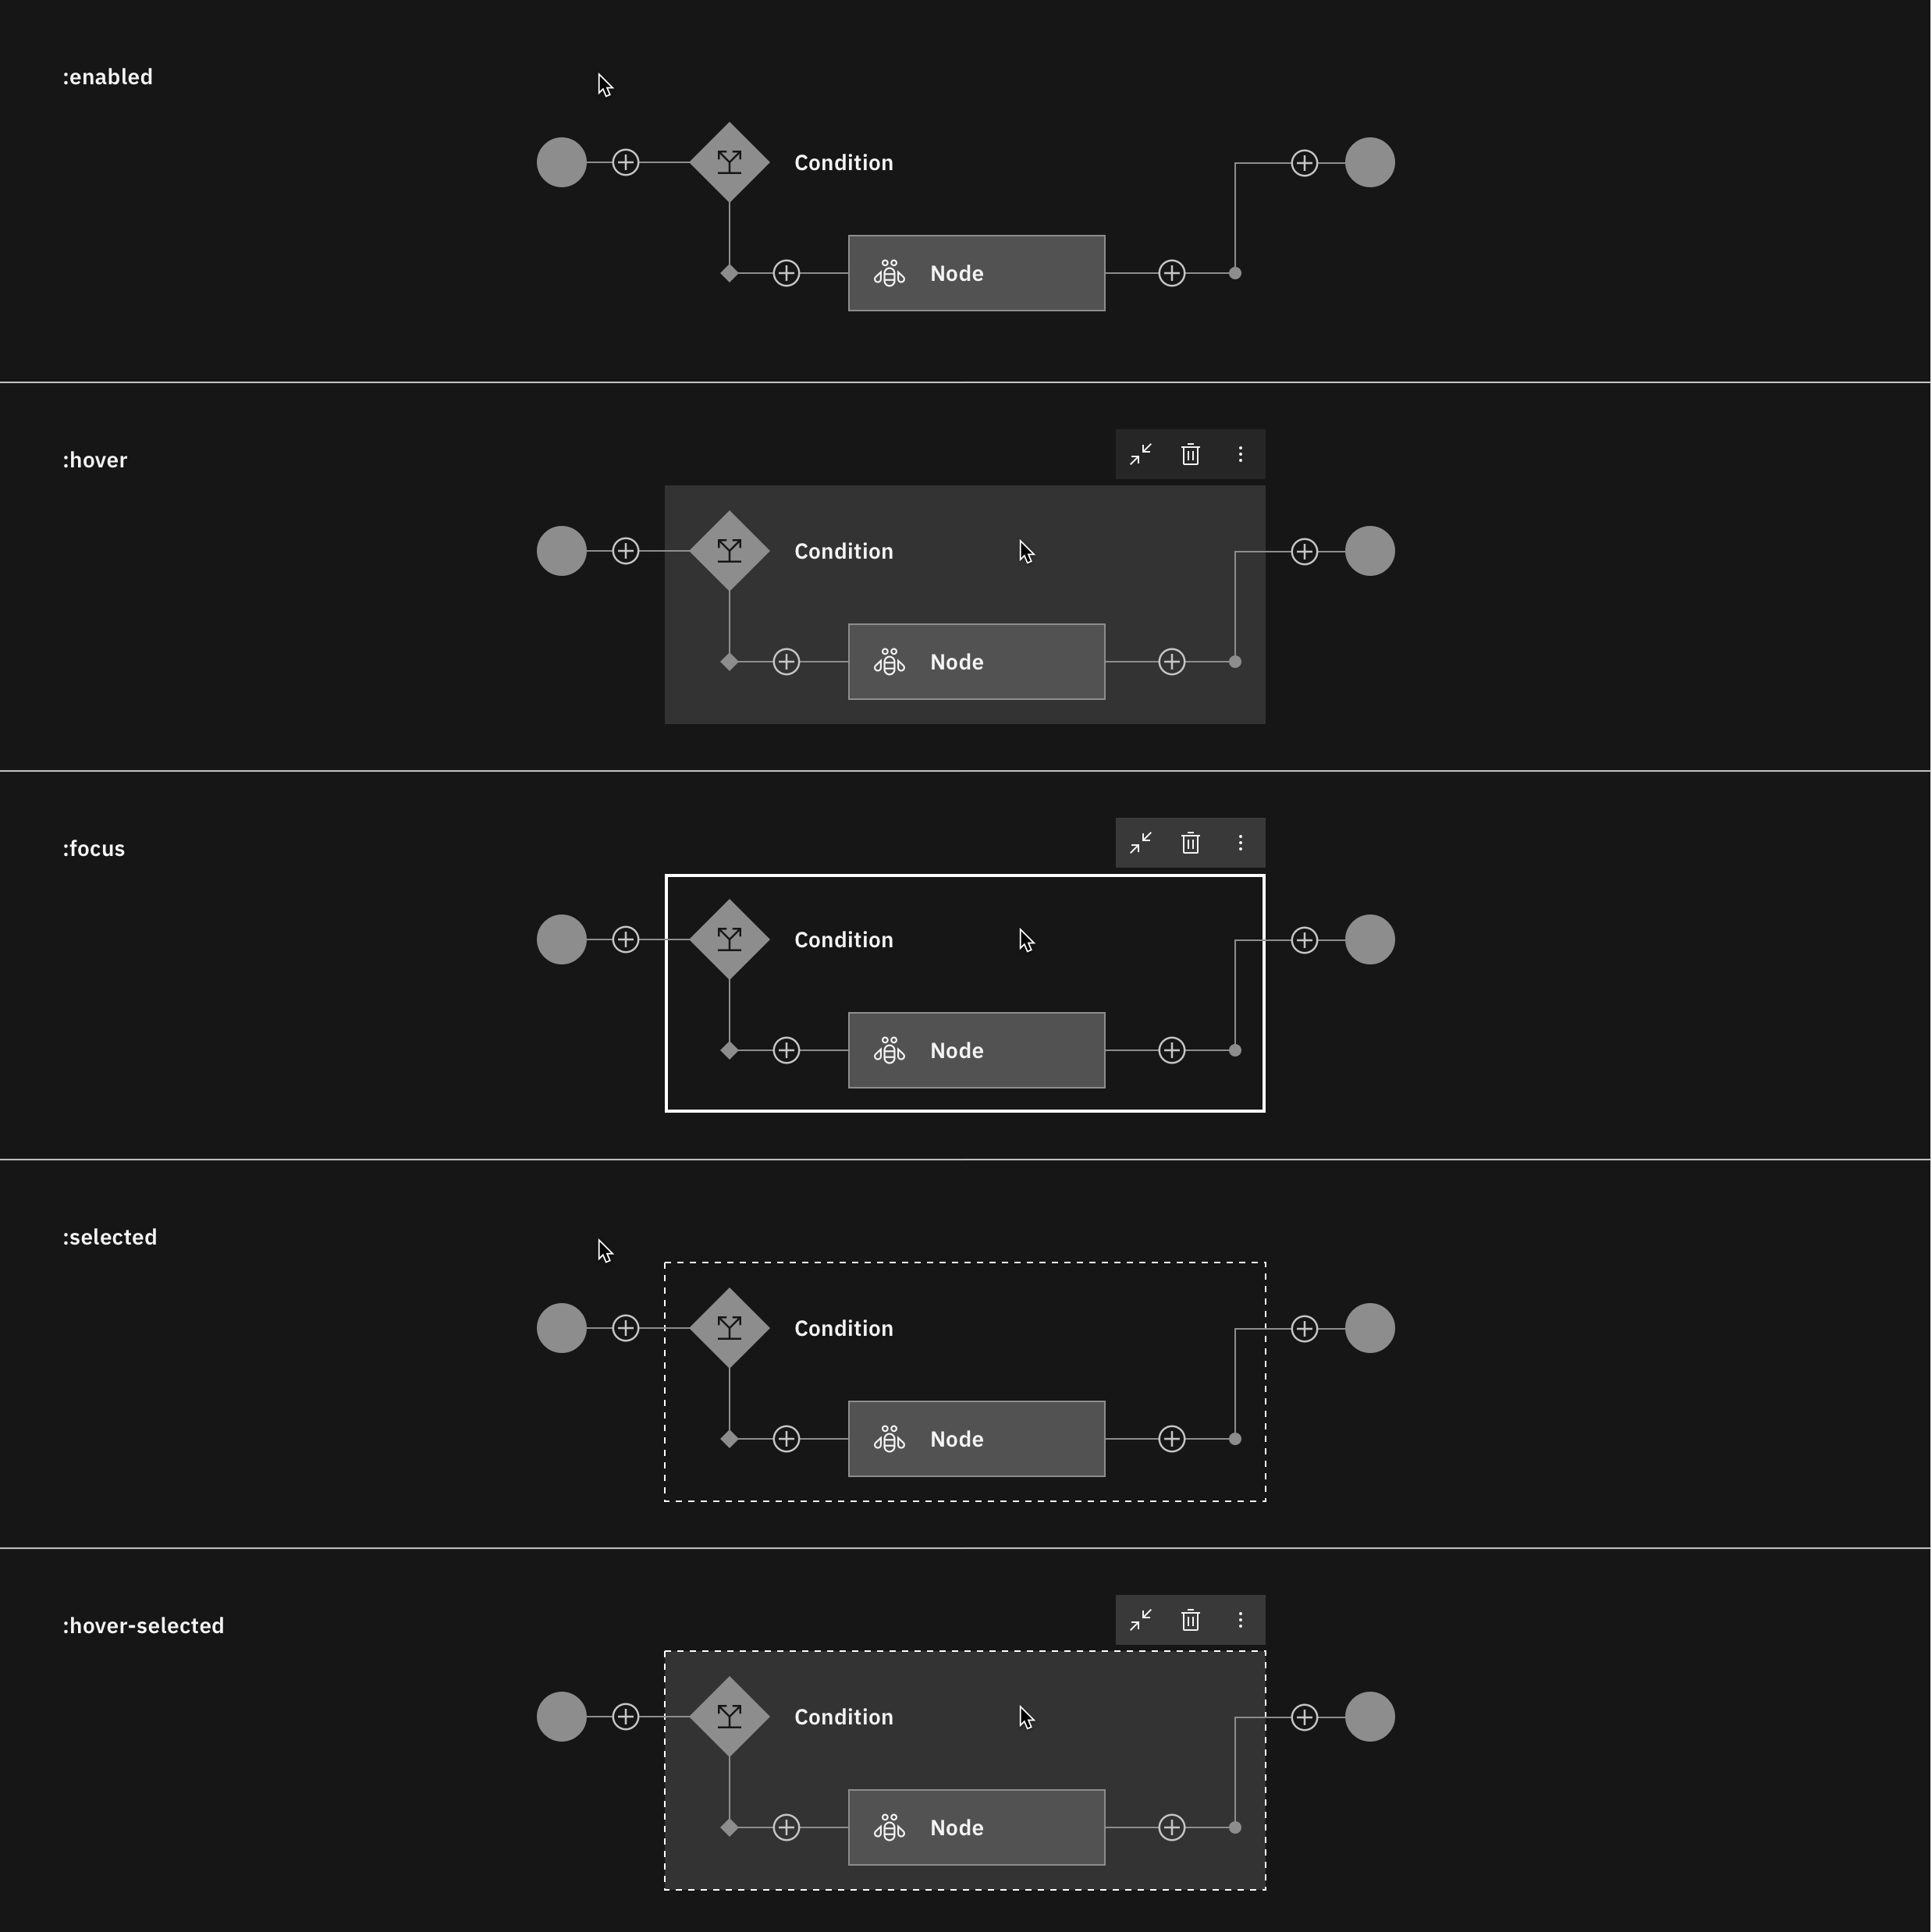 :enabled
Condition
Node
:hover
Condition
Node
:focus
Condition
Node
:selected
Condition
Node
:hover-selected
Condition
Node